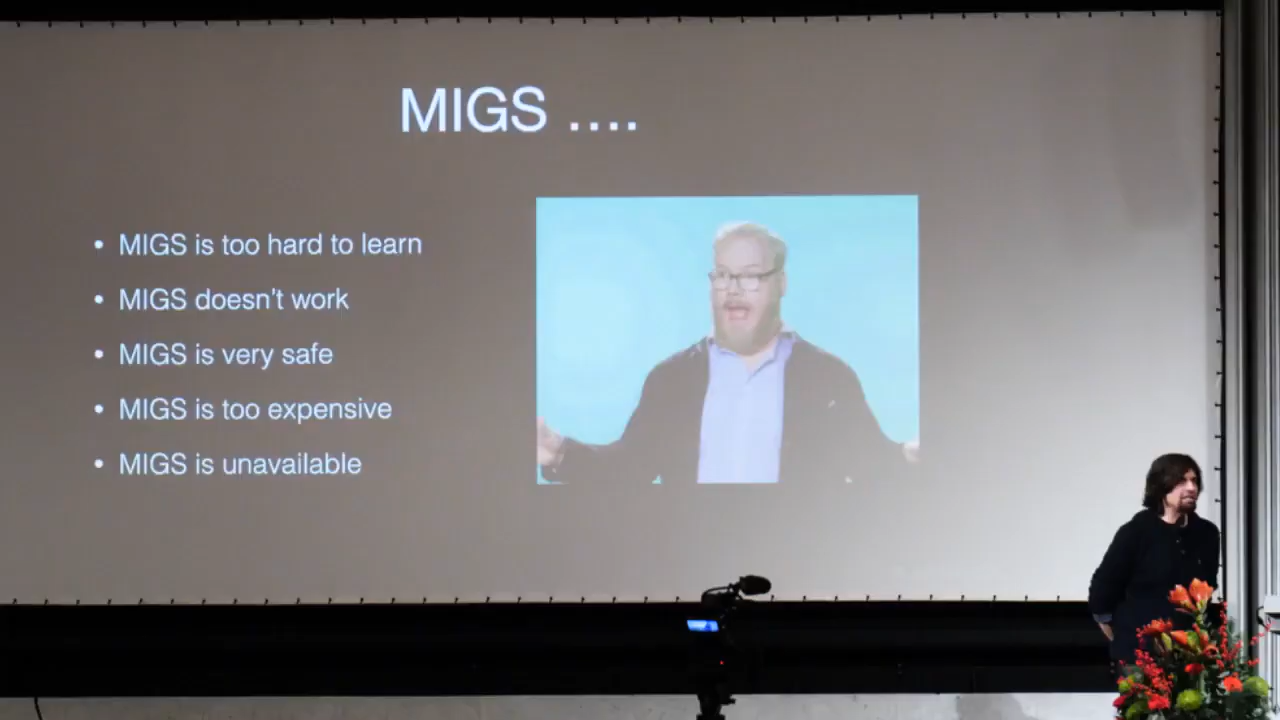 MIGS ....
• MIGS is too hard to learn
• MIGS doesn't work
• MIGS is very safe
• MIGS is too expensive
• MIGS is unavailable